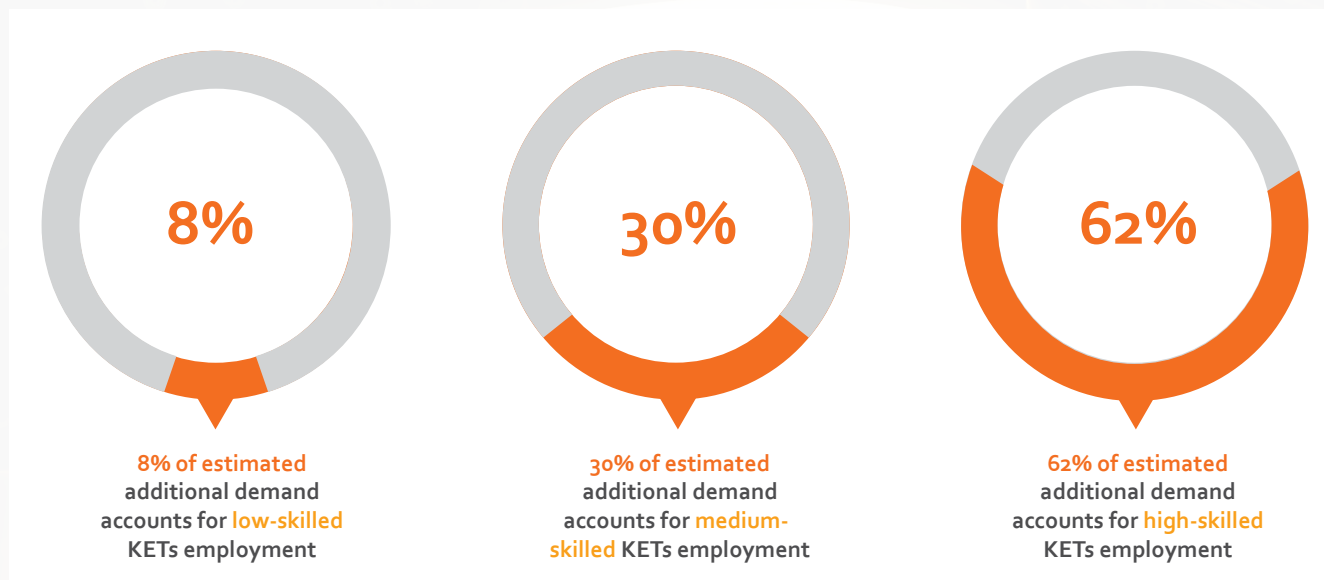 8%
30%
62%
8% of estimated
additional demand
accounts for low-skilled
KETs employment
30% of estimated
additional demand
accounts for medium-
skilled KETs employment
62% of estimated
additional demand
accounts for high-skilled
KETs employment